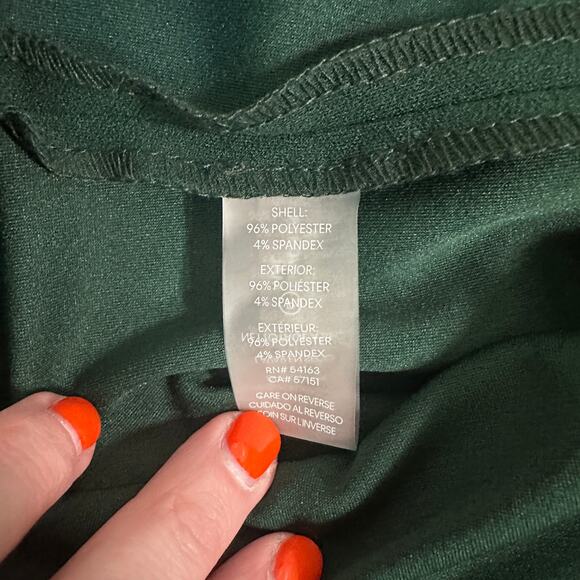 SHELL:
96% POLYESTER
4% SPANDEX
EXTERIOR:
96% POLIÉSTER
4% SPANDEX
EXTÉRIEUR:
96% POLYESTER
4% SPANDEX
RN# 54163
CA# 57151
CARE ON REVERSE
CUIDADO AL REVERSO
SUR L'INVERSE